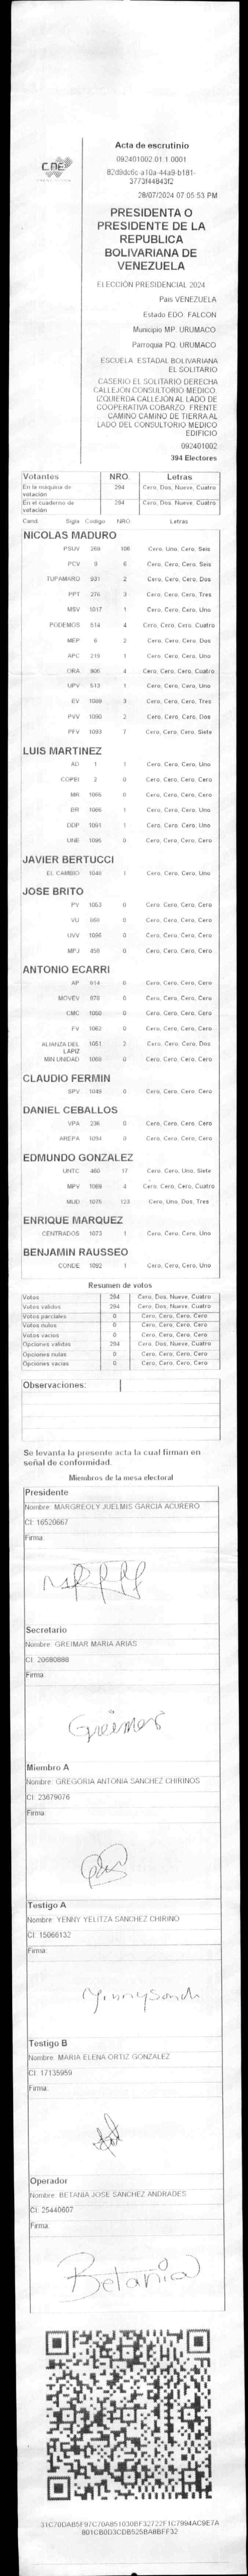 CNE
Acta de escrutinio
092401002.01.1.0001
28/07/2024 07:05:53 PM
PRESIDENTA O
PRESIDENTE DE LA
REPUBLICA
BOLIVARIANA DE
VENEZUELA
ELECCIÓN PRESIDENCIAL 2024
Pais VENEZUELA
Estado EDO. FALCON
Municipio MP. URUMACO
Parroquia PQ. URUMACO
ESCUELA ESTADAL BOLIVARIANA
EL SOLITARIO
CASERIO EL SOLITARIO DERECHA
CALLEJÓN CONSULTORIO MEDICO.
IZQUIERDA CALLEJÓN AL LADO DE
COOPERATIVA COBARZO. FRENTE
CAMINO CAMINO DE TIERRA AL
LADO DEL CONSULTORIO MEDICO
EDIFICIO
092401002
394 Electores
Votantes NRO. Letras
En la máquina de votación 294 Cero, Dos, Nueve, Cuatro
En el cuaderno de votación 294 Cero, Dos, Nueve, Cuatro
Cand. Sigla Codigo NRO Letras
NICOLAS MADURO
PSUV 269 106 Cero, Uno, Cero, Seis
PCV 9 6 Cero, Cero, Cero, Seis
TUPAMARO 931 2 Cero, Cero, Cero, Dos
PPT 276 3 Cero, Cero, Cero, Tres
MSV 1017 1 Cero, Cero, Cero, Uno
PODEMOS 514 4 Cero, Cero, Cero, Cuatro
MEP 6 2 Cero, Cero, Cero, Dos
APC 215 1 Cero, Cero, Cero, Uno
ORA 906 4 Cero, Cero, Cero, Cuatro
UPV 513 1 Cero, Cero, Cero, Uno
EV 1088 3 Cero, Cero, Cero, Tres
PVV 1090 2 Cero, Cero, Cero, Dos
PFV 1093 7 Cero, Cero, Cero, Siete
LUIS MARTINEZ
AD 1 1 Cero, Cero, Cero, Uno
COPEI 2 0 Cero, Cero, Cero, Cero
MR 1065 0 Cero, Cero, Cero, Cero
BR 1066 1 Cero, Cero, Cero, Uno
DDP 1091 1 Cero, Cero, Cero, Uno
UNE 1095 0 Cero, Cero, Cero, Cero
JAVIER BERTUCCI
EL CAMBIO 1048 1 Cero, Cero, Cero, Uno
JOSE BRITO
PV 1053 0 Cero, Cero, Cero, Cero
VU 0 Cero, Cero, Cero, Cero
UVV 1096 0 Cero, Cero, Cero, Cero
MPJ 458 0 Cero, Cero, Cero, Cero
ANTONIO ECARRI
AP 914 0 Cero, Cero, Cero, Cero
MOVEV 878 0 Cero, Cero, Cero, Cero
CMC 1050 0 Cero, Cero, Cero, Cero
FV 1062 0 Cero, Cero, Cero, Cero
ALIANZA DEL LAPIZ 1051 2 Cero, Cero, Cero, Dos
MIN UNIDAD 1068 0 Cero, Cero, Cero, Cero
CLAUDIO FERMIN
SPV 1049 0 Cero, Cero, Cero, Cero
DANIEL CEBALLOS
VPA 236 0 Cero, Cero, Cero, Cero
AREPA 1094 0 Cero, Cero, Cero, Cero
EDMUNDO GONZALEZ
UNTC 460 17 Cero, Cero, Uno, Siete
MPV 1069 4 Cero, Cero, Cero, Cuatro
MUD 1075 123 Cero, Uno, Dos, Tres
ENRIQUE MARQUEZ
CENTRADOS 1073 1 Cero, Cero, Cero, Uno
BENJAMIN RAUSSEO
CONDE 1092 1 Cero, Cero, Cero, Uno
Resumen de votos
Votos 294 Cero, Dos, Nueve, Cuatro
Votos válidos 294 Cero, Dos, Nueve, Cuatro
Votos parciales 0 Cero, Cero, Cero, Cero
Votos nulos 0 Cero, Cero, Cero, Cero
Votos vacios 0 Cero, Cero, Cero, Cero
Opciones válidas 294 Cero, Dos, Nueve, Cuatro
Opciones nulas 0 Cero, Cero, Cero, Cero
Opciones vacias 0 Cero, Cero, Cero, Cero
Observaciones:
Se levanta la presente acta la cual firman en
señal de conformidad.
Miembros de la mesa electoral
Presidente
Nombre: MARGREOLY JUELMIS GARCIA ACURERO
CI: 16520667
Firma:
Secretario
Nombre: GREIMAR MARIA ARIAS
CI: 20680888
Firma:
Greimar
Miembro A
Nombre: GREGORIA ANTONIA SANCHEZ CHIRINOS
CI: 23679076
Firma:
Testigo A
Nombre: YENNY YELITZA SANCHEZ CHIRINO
CI: 15066132
Firma:
Testigo B
Nombre: MARIA ELENA ORTIZ GONZALEZ
CI: 17135959
Firma:
Operador
Nombre: BETANIA JOSE SANCHEZ ANDRADES
CI: 25440607
Firma:
Betania